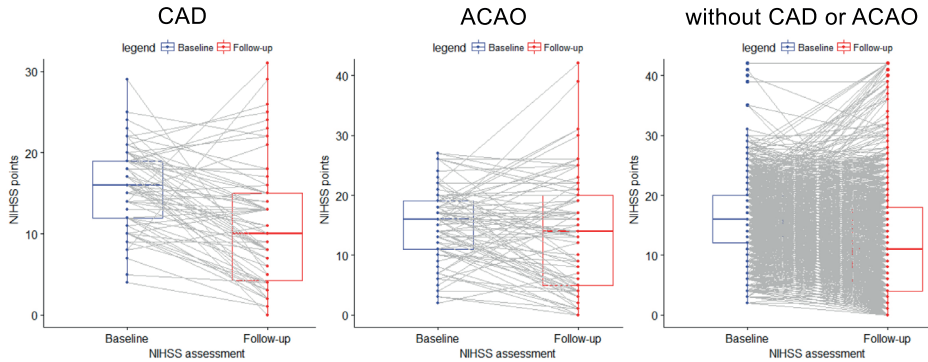 CAD
legend Baseline Follow-up
NIHSS points
30
20
10
0
Baseline Follow-up
NIHSS assessment
ACAO
legend Baseline Follow-up
NIHSS points
40
30
20
10
0
Baseline Follow-up
NIHSS assessment
without CAD or ACAO
legend Baseline Follow-up
NIHSS points
40
30
20
10
0
Baseline Follow-up
NIHSS assessment